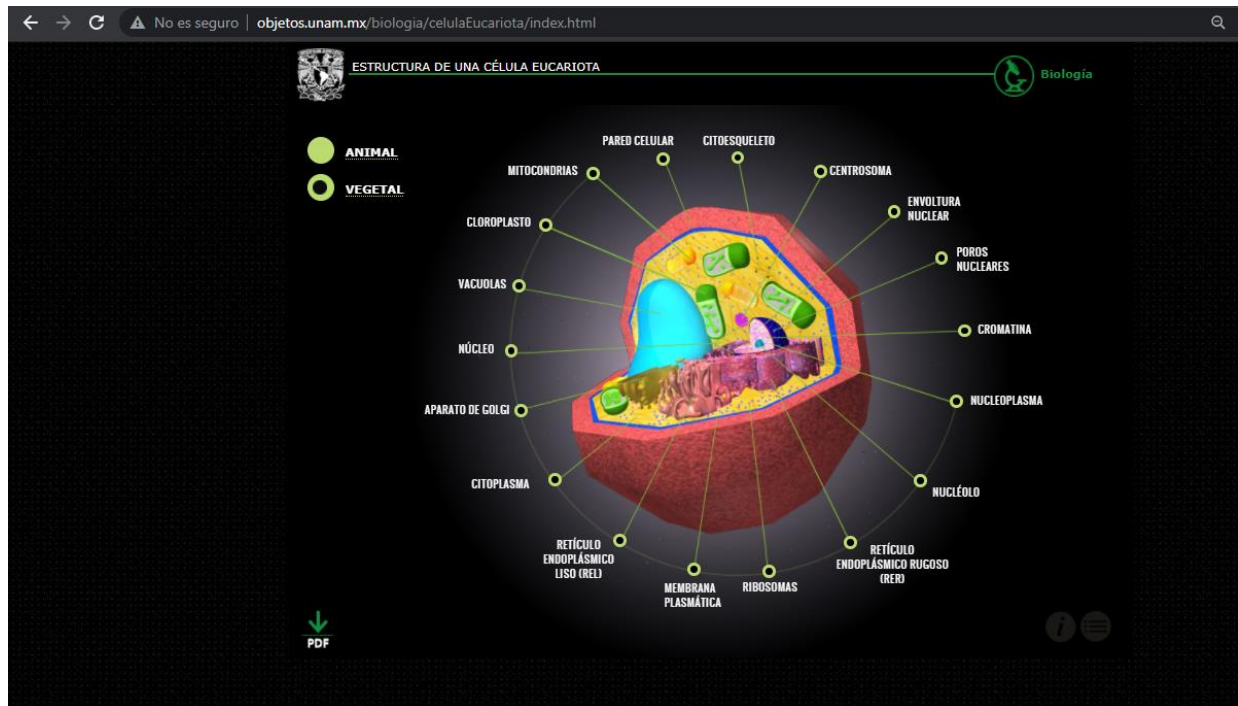 No es seguro | objetos.unam.mx/biologia/celulaEucariota/index.html
ESTRUCTURA DE UNA CÉLULA EUCARIOTA
Biología
ANIMAL
VEGETAL
PARED CELULAR
CITOESQUELETO
MITOCONDRIAS
CENTROSOMA
ENVOLTURA
NUCLEAR
CLOROPLASTO
POROS
NUCLEARES
VACUOLAS
CROMATINA
NÚCLEO
NUCLEOPLASMA
APARATO DE GOLGI
CITOPLASMA
NUCLÉOLO
RETÍCULO
ENDOPLÁSMICO
LISO (REL)
MEMBRANA
PLASMÁTICA
RIBOSOMAS
RETÍCULO
ENDOPLÁSMICO RUGOSO
(RER)
PDF
i